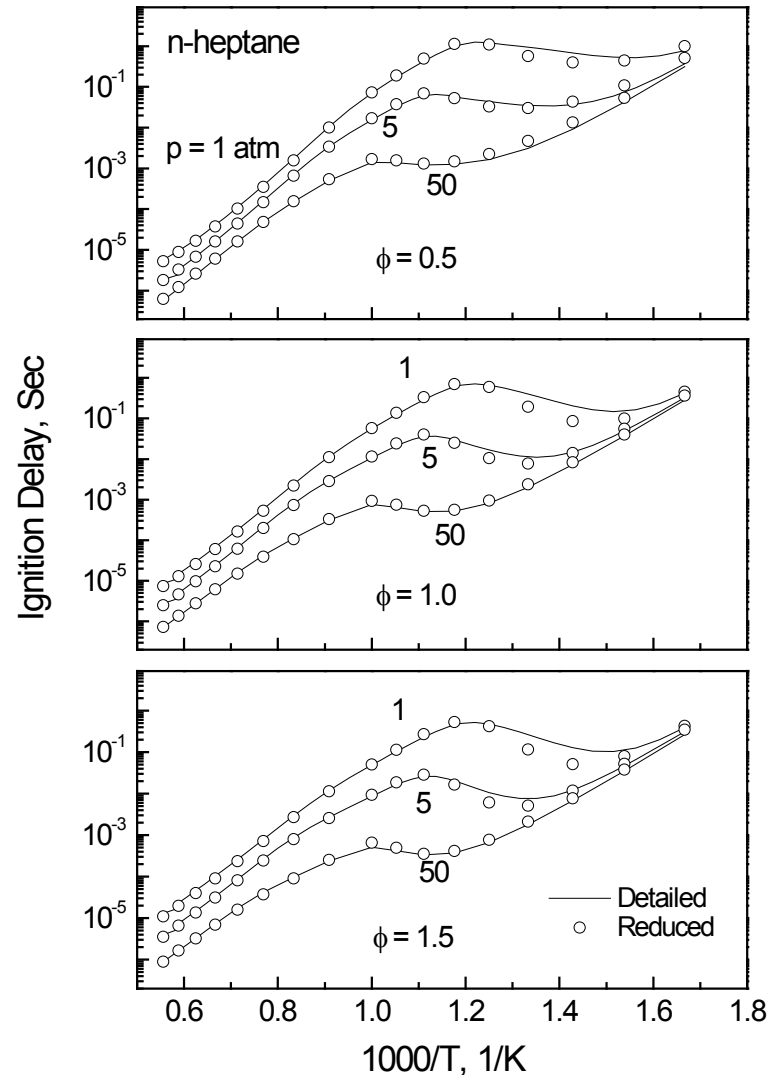 n-heptane
p = 1 atm
5
50
ϕ = 0.5
10⁻¹
10⁻³
10⁻⁵
1
5
50
ϕ = 1.0
10⁻¹
10⁻³
10⁻⁵
1
5
50
ϕ = 1.5
Detailed
Reduced
10⁻¹
10⁻³
10⁻⁵
0.6 0.8 1.0 1.2 1.4 1.6 1.8
1000/T, 1/K
Ignition Delay, Sec